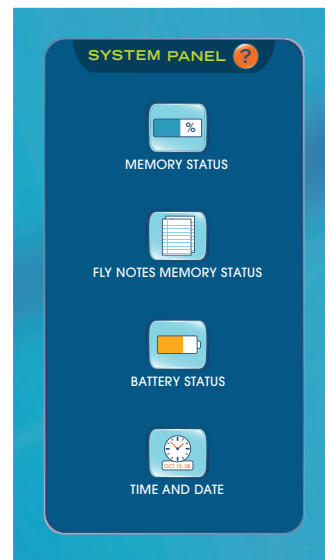 SYSTEM PANEL ?
%
MEMORY STATUS
FLY NOTES MEMORY STATUS
BATTERY STATUS
OCT 15, 08
TIME AND DATE